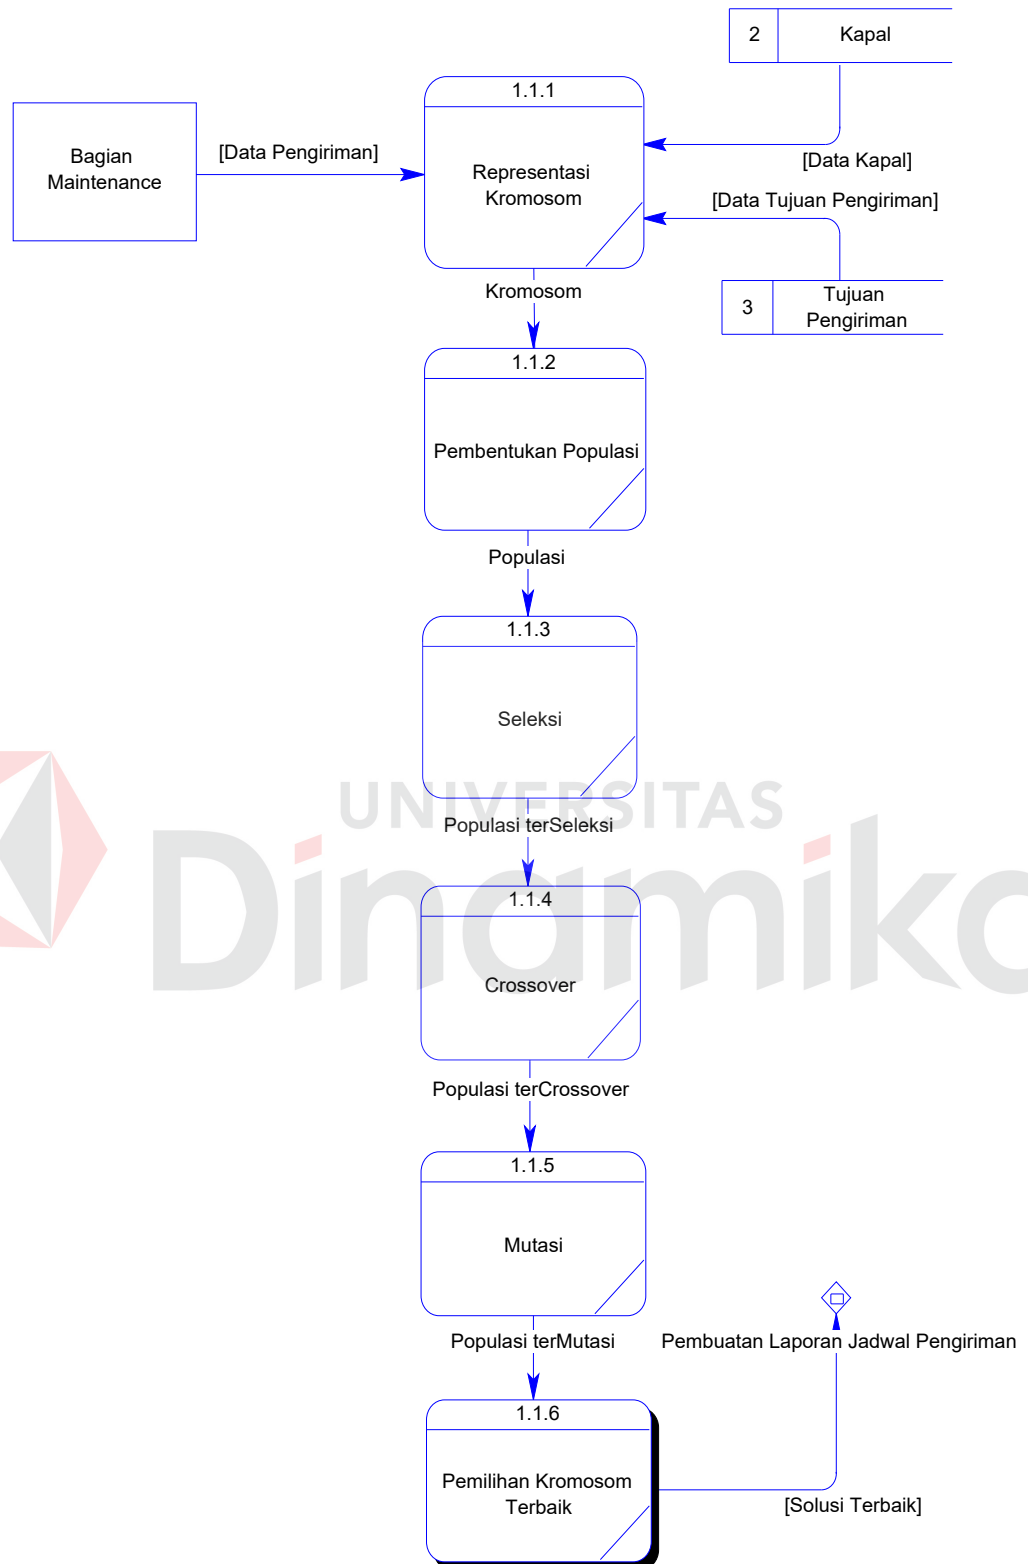 2
Kapal
1.1.1
Bagian
Maintenance
[Data Pengiriman]
Representasi
Kromosom
[Data Kapal]
[Data Tujuan Pengiriman]
3
Tujuan
Pengiriman
Kromosom
1.1.2
Pembentukan Populasi
Populasi
1.1.3
Seleksi
UNIVERSITAS
Dinamika
Populasi terSeleksi
1.1.4
Crossover
Populasi terCrossover
1.1.5
Mutasi
Populasi terMutasi
Pembuatan Laporan Jadwal Pengiriman
1.1.6
Pemilihan Kromosom
Terbaik
[Solusi Terbaik]